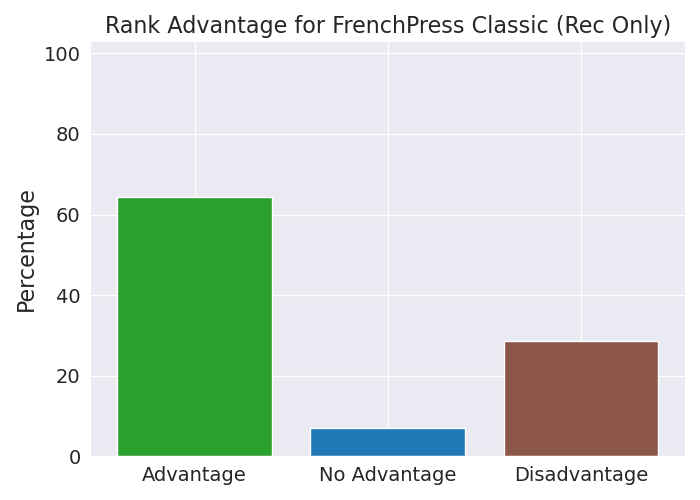 Rank Advantage for FrenchPress Classic (Rec Only)
Percentage
100
80
60
40
20
0
Advantage
No Advantage
Disadvantage